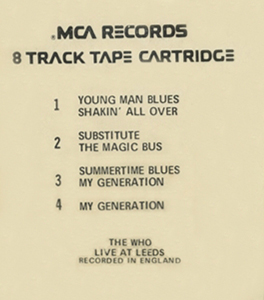 MCA RECORDS
8 TRACK TAPE CARTRIDGE
1 YOUNG MAN BLUES
SHAKIN' ALL OVER
2 SUBSTITUTE
THE MAGIC BUS
3 SUMMERTIME BLUES
MY GENERATION
4 MY GENERATION
THE WHO
LIVE AT LEEDS
RECORDED IN ENGLAND